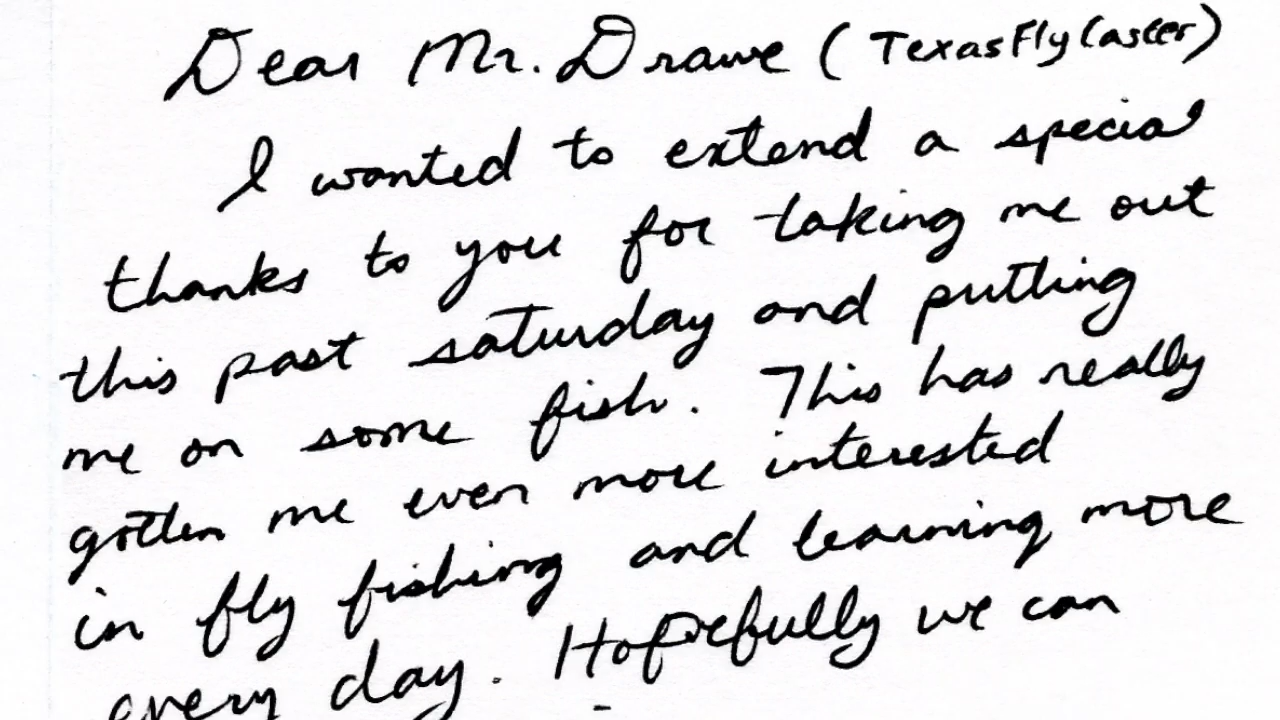 Dear Mr. Drawe (TexasFlyCaster)
I wanted to extend a special
thanks to you for taking me out
this past saturday and putting
me on some fish. This has really
gotten me even more interested
in fly fishing and learning more
every day. Hopefully we can